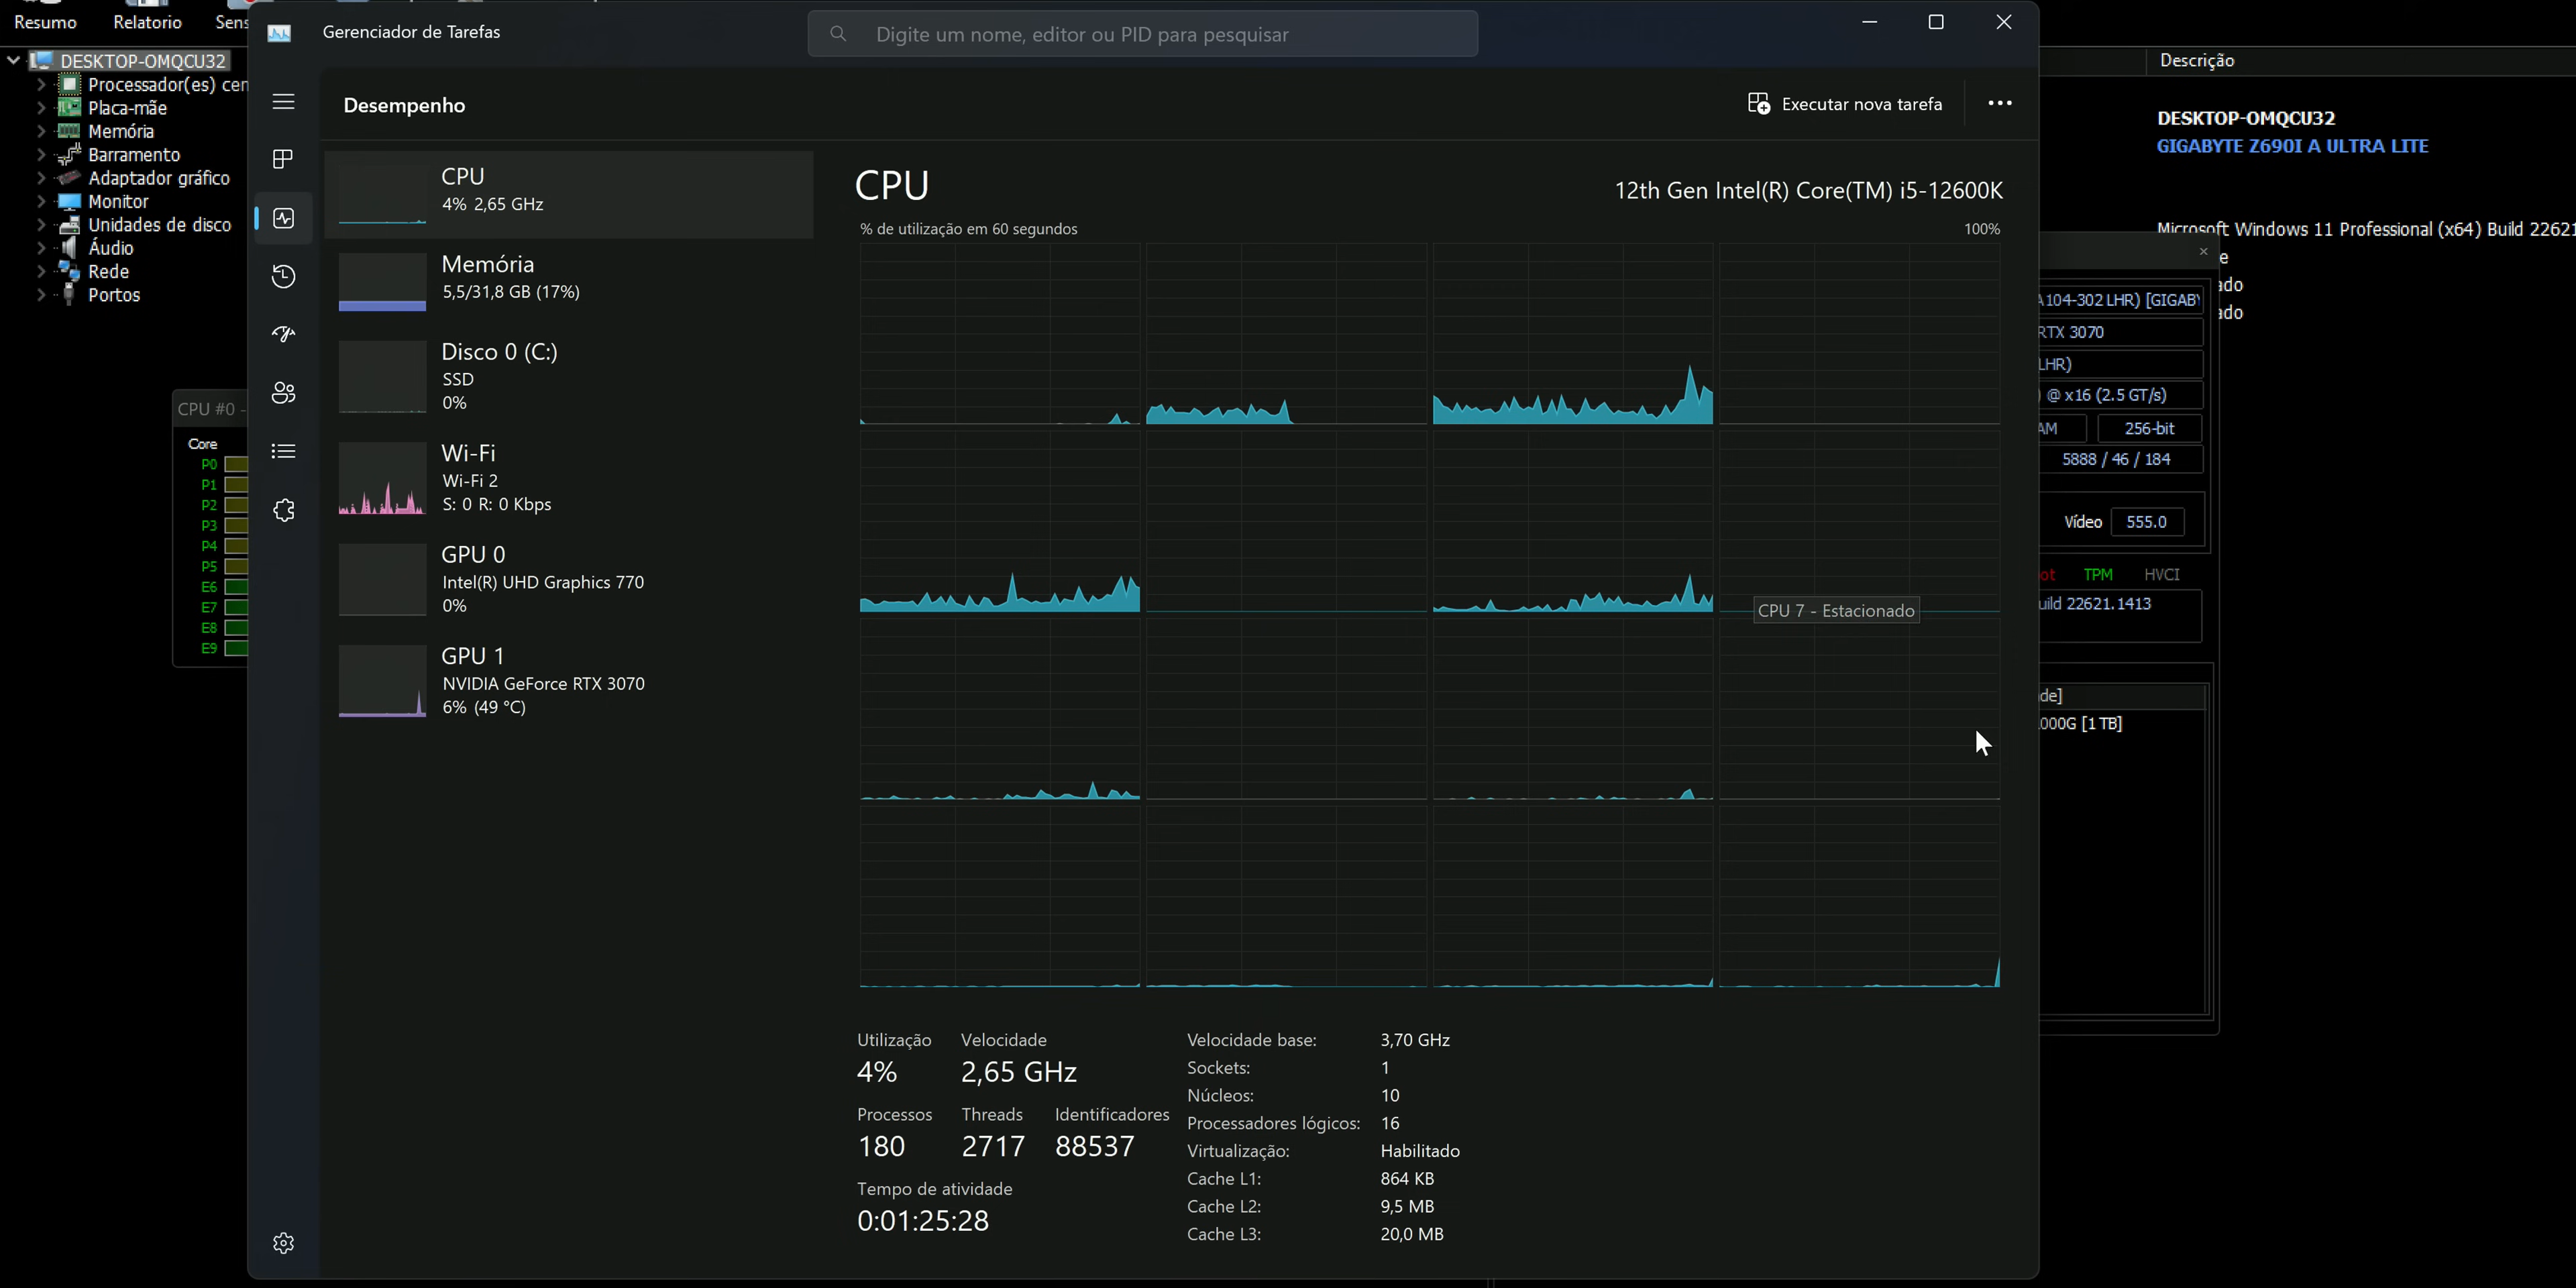 Resumo
Relatorio
DESKTOP-OMQCU32
Processador(es)
Placa-mãe
Memória
Barramento
Adaptador gráfico
Monitor
Unidades de disco
Áudio
Rede
Portos
CPU #0 -
Core
P0
P1
P2
P3
P4
P5
E6
E7
E8
E9
Gerenciador de Tarefas
Digite um nome, editor ou PID para pesquisar
Desempenho
Executar nova tarefa
CPU
4% 2,65 GHz
Memória
5,5/31,8 GB (17%)
Disco 0 (C:)
SSD
0%
Wi-Fi
Wi-Fi 2
S: 0 R: 0 Kbps
GPU 0
Intel(R) UHD Graphics 770
0%
GPU 1
NVIDIA GeForce RTX 3070
6% (49 °C)
CPU
12th Gen Intel(R) Core(TM) i5-12600K
% de utilização em 60 segundos
100%
CPU 7 - Estacionado
Utilização
4%
Velocidade
2,65 GHz
Processos
180
Threads
2717
Identificadores
88537
Tempo de atividade
0:01:25:28
Velocidade base: 3,70 GHz
Sockets: 1
Núcleos: 10
Processadores lógicos: 16
Virtualização: Habilitado
Cache L1: 864 KB
Cache L2: 9,5 MB
Cache L3: 20,0 MB
Descrição
DESKTOP-OMQCU32
GIGABYTE Z690I A ULTRA LITE
Microsoft Windows 11 Professional (x64) Build 22621
104-302 LHR) [GIGABY
RTX 3070
LHR)
@ x16 (2.5 GT/s)
256-bit
5888 / 46 / 184
Vídeo 555.0
TPM HVCI
22621.1413
000G [1 TB]